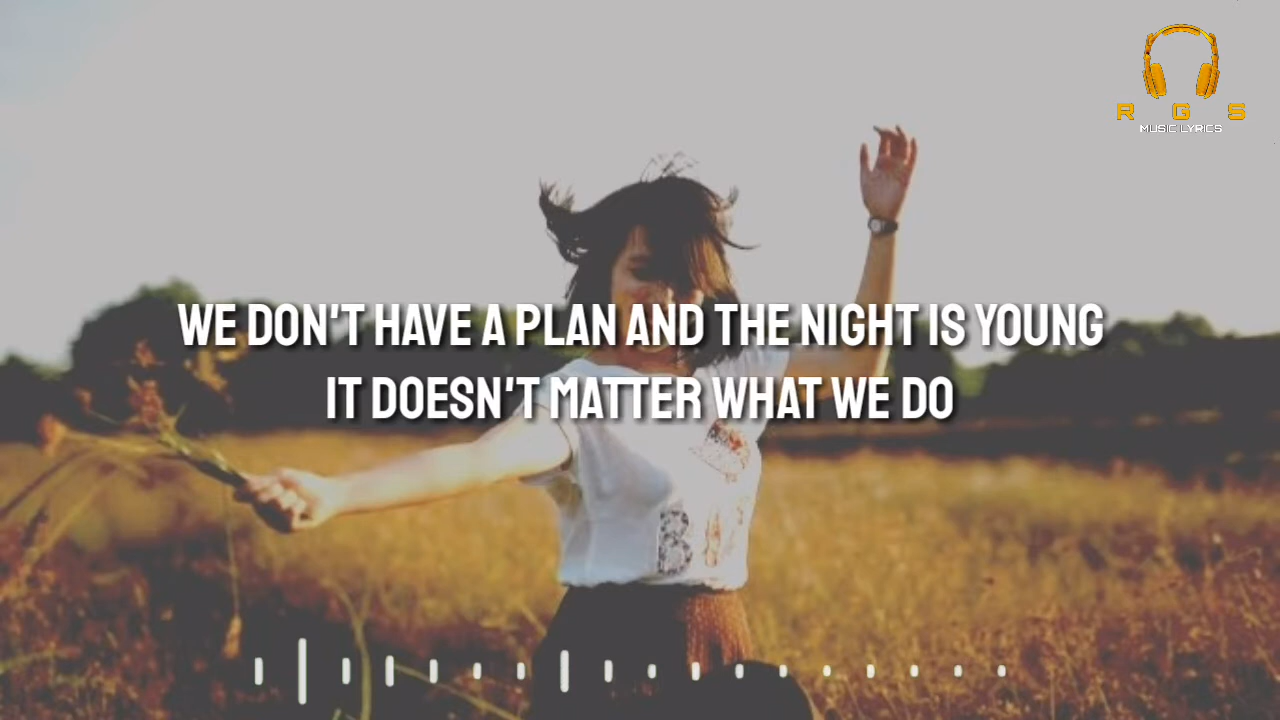 R G S
MUSIC LYRICS
WE DON'T HAVE A PLAN AND THE NIGHT IS YOUNG
IT DOESN'T MATTER WHAT WE DO